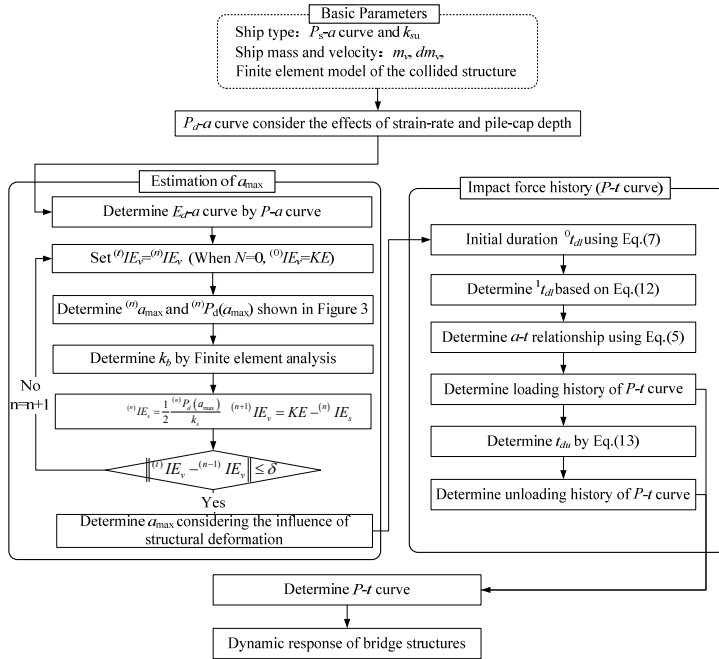 Basic Parameters
Ship type: Ps-a curve and ksu
Ship mass and velocity: mv, dmv,
Finite element model of the collided structure
Pd-a curve consider the effects of strain-rate and pile-cap depth
Estimation of amax
Determine Ed-a curve by P-a curve
Set (t)IEv=(n)IEv (When N=0, (0)IEv=KE)
Determine (n)amax and (n)Pd(amax) shown in Figure 3
Determine kb by Finite element analysis
(n)IEs = 1/2 (n)Pd(amax)/ks (n+1)IEv = KE −(n)IEs
‖(t)IEv −(n−1)IEv‖ ≤ δ
No
n=n+1
Yes
Determine amax considering the influence of
structural deformation
Impact force history (P-t curve)
Initial duration 0tdl using Eq.(7)
Determine 1tdl based on Eq.(12)
Determine a-t relationship using Eq.(5)
Determine loading history of P-t curve
Determine tdu by Eq.(13)
Determine unloading history of P-t curve
Determine P-t curve
Dynamic response of bridge structures